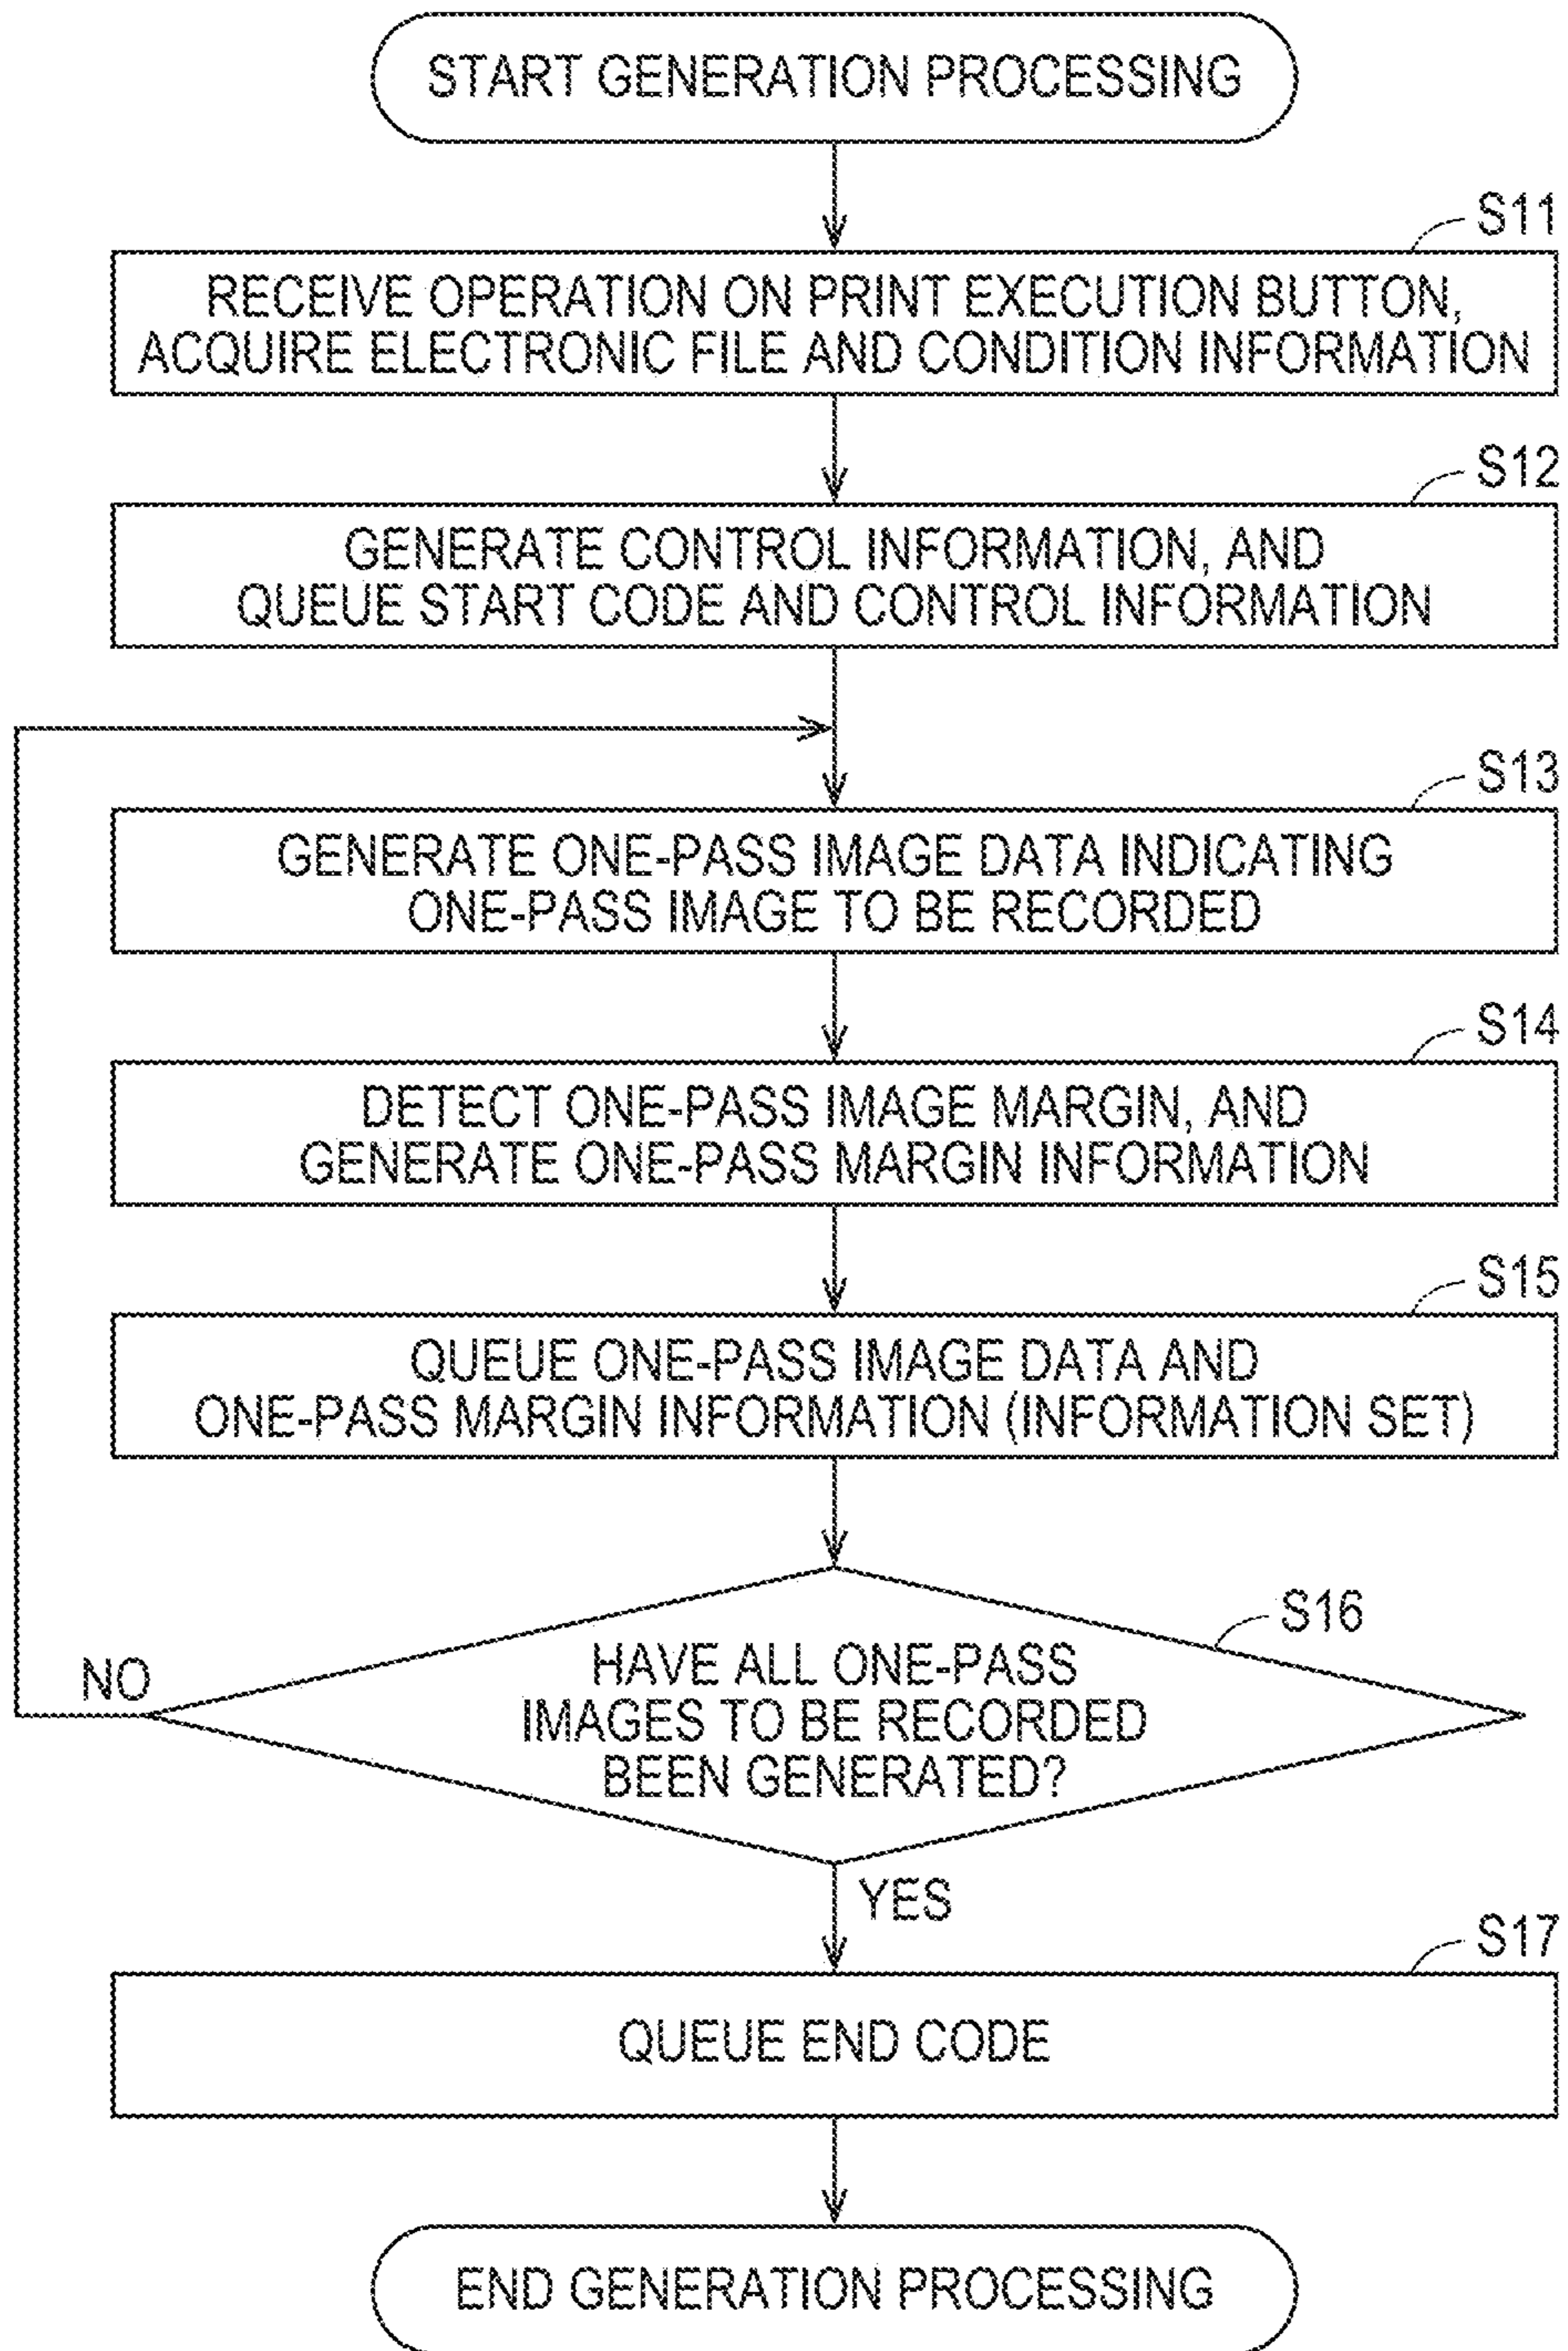 START GENERATION PROCESSING
S11
RECEIVE OPERATION ON PRINT EXECUTION BUTTON,
ACQUIRE ELECTRONIC FILE AND CONDITION INFORMATION
S12
GENERATE CONTROL INFORMATION, AND
QUEUE START CODE AND CONTROL INFORMATION
S13
GENERATE ONE-PASS IMAGE DATA INDICATING
ONE-PASS IMAGE TO BE RECORDED
S14
DETECT ONE-PASS IMAGE MARGIN, AND
GENERATE ONE-PASS MARGIN INFORMATION
S15
QUEUE ONE-PASS IMAGE DATA AND
ONE-PASS MARGIN INFORMATION (INFORMATION SET)
S16
HAVE ALL ONE-PASS
IMAGES TO BE RECORDED
BEEN GENERATED?
NO
YES
S17
QUEUE END CODE
END GENERATION PROCESSING